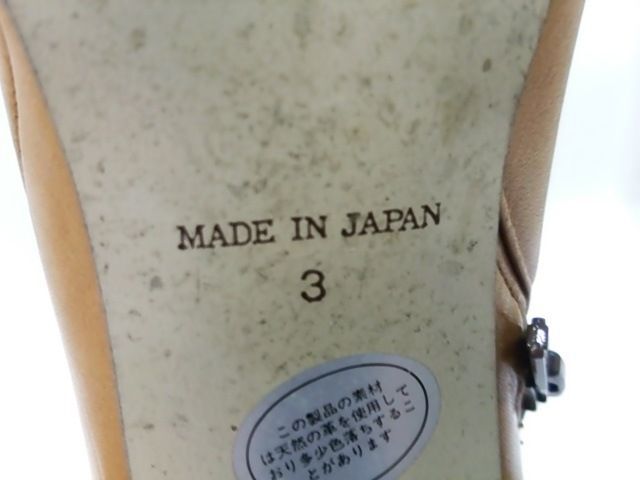 MADE IN JAPAN
3
この製品の素材
は天然の革を使用して
おり多少色落ちするこ
とがあります